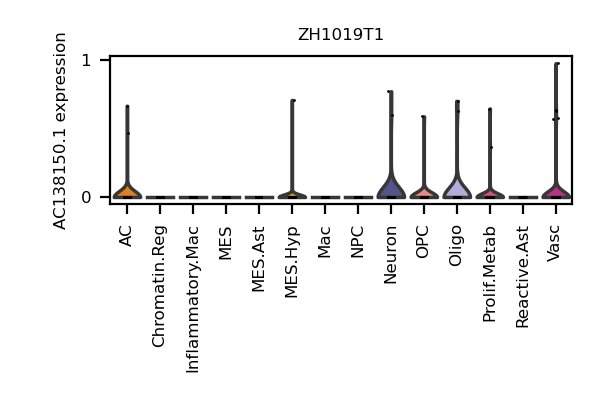 ZH1019T1
AC138150.1 expression
1
0
AC
Chromatin.Reg
Inflammatory.Mac
MES
MES.Ast
MES.Hyp
Mac
NPC
Neuron
OPC
Oligo
Prolif.Metab
Reactive.Ast
Vasc